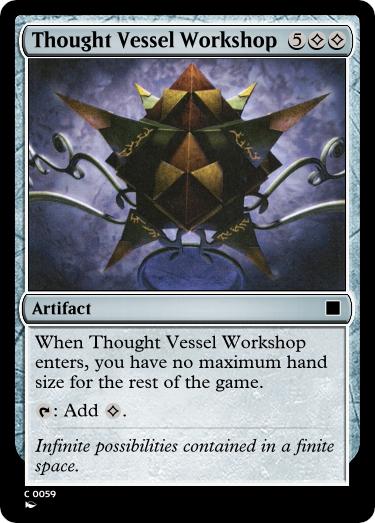 Thought Vessel Workshop 5
Artifact
When Thought Vessel Workshop
enters, you have no maximum hand
size for the rest of the game.
: Add .
Infinite possibilities contained in a finite
space.
C 0059